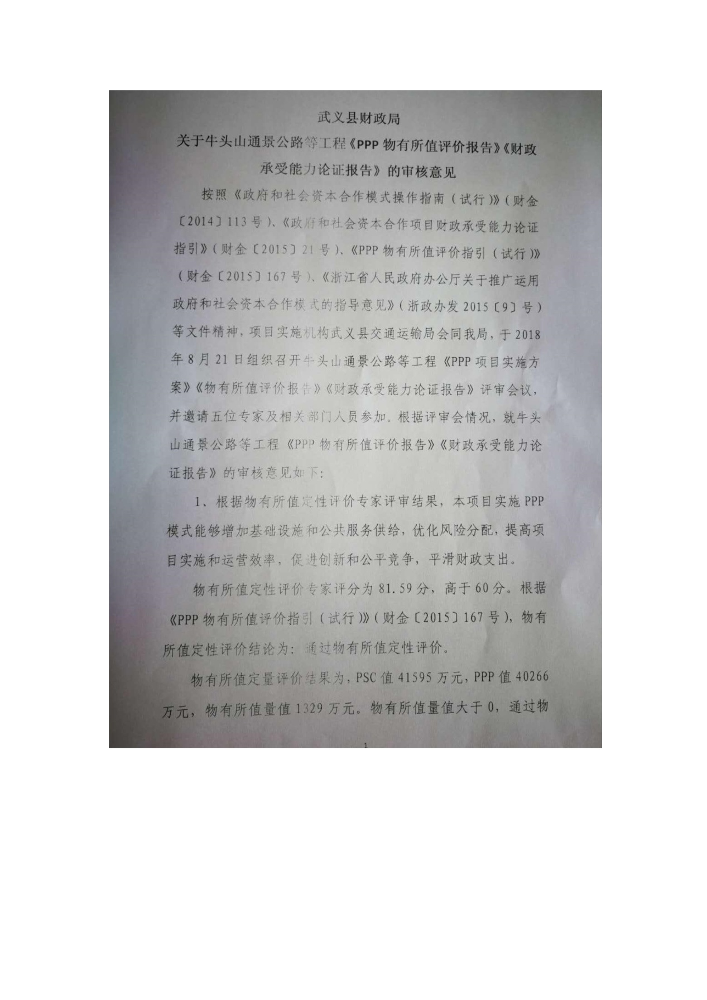 武义县财政局
关于牛头山通景公路等工程《PPP 物有所值评价报告》《财政
承受能力论证报告》的审核意见
按照《政府和社会资本合作模式操作指南（试行）》（财金
〔2014〕113 号）、《政府和社会资本合作项目财政承受能力论证
指引》（财金〔2015〕21 号）、《PPP 物有所值评价指引（试行）》
（财金〔2015〕167 号）、《浙江省人民政府办公厅关于推广运用
政府和社会资本合作模式的指导意见》（浙政办发 2015〔9〕号）
等文件精神，项目实施机构武义县交通运输局会同我局，于 2018
年 8 月 21 日组织召开牛头山通景公路等工程《PPP 项目实施方
案》《物有所值评价报告》《财政承受能力论证报告》评审会议，
并邀请五位专家及相关部门人员参加。根据评审会情况，就牛头
山通景公路等工程《PPP 物有所值评价报告》《财政承受能力论
证报告》的审核意见如下：
1、根据物有所值定性评价专家评审结果，本项目实施 PPP
模式能够增加基础设施和公共服务供给，优化风险分配，提高项
目实施和运营效率，促进创新和公平竞争，平滑财政支出。
物有所值定性评价专家评分为 81.59 分，高于 60 分。根据
《PPP 物有所值评价指引（试行）》（财金〔2015〕167 号），物有
所值定性评价结论为：通过物有所值定性评价。
物有所值定量评价结果为，PSC 值 41595 万元，PPP 值 40266
万元，物有所值量值 1329 万元。物有所值量值大于 0，通过物
1